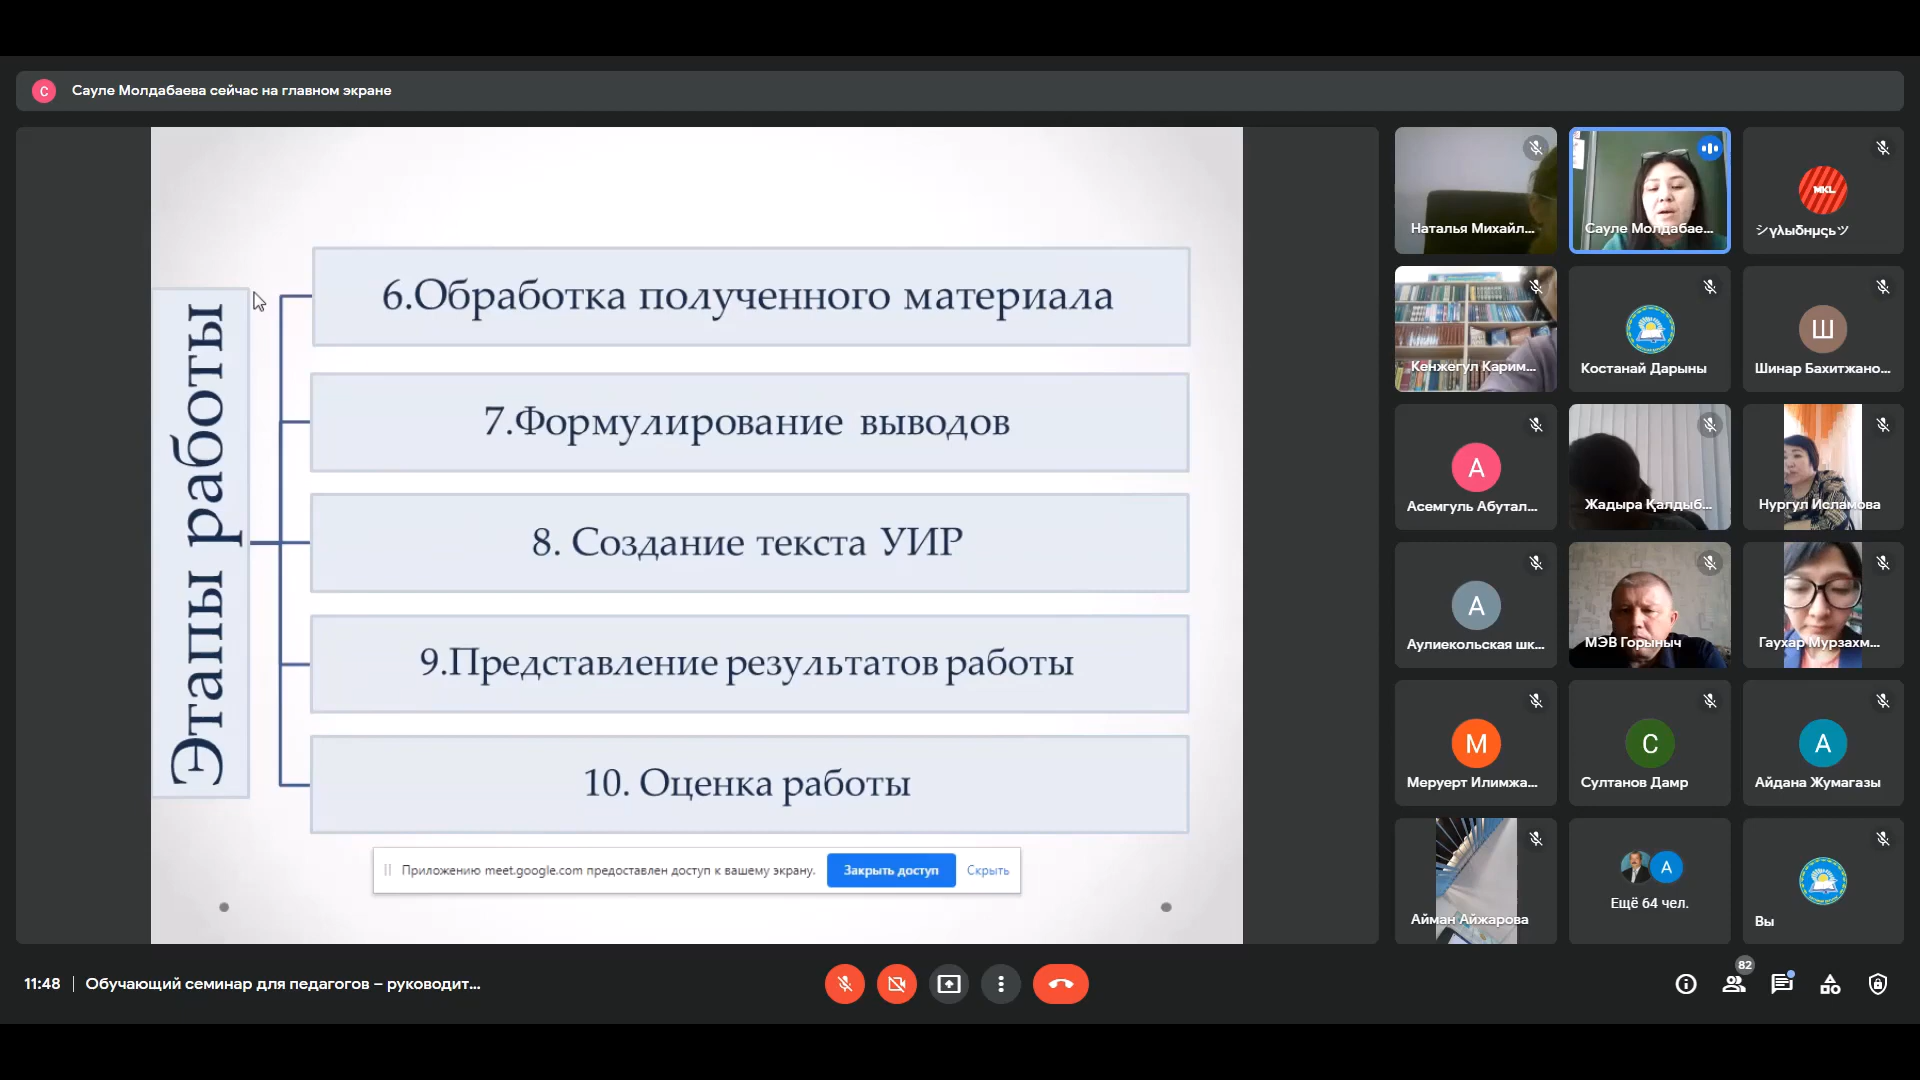 С
Сауле Молдабаева сейчас на главном экране
Этапы работы
6.Обработка полученного материала
7.Формулирование выводов
8. Создание текста УИР
9.Представление результатов работы
10. Оценка работы
Приложению meet.google.com предоставлен доступ к вашему экрану.
Закрыть доступ
Скрыть
Наталья Михайл...
Сауле Молдабае...
MKL
Кенжегул Карим...
Костанай Дарыны
Ш
Шинар Бахитжано...
А
Асемгуль Абутал...
Жадыра Қалдыб...
Нургул Исламова
А
Аулиекольская шк...
МЭВ Горыныч
Гаухар Мурзахм...
М
Меруерт Илимжа...
С
Султанов Дамр
А
Айдана Жумагазы
Айман Айжарова
А
Ещё 64 чел.
Вы
11:48
Обучающий семинар для педагогов – руководит...
82